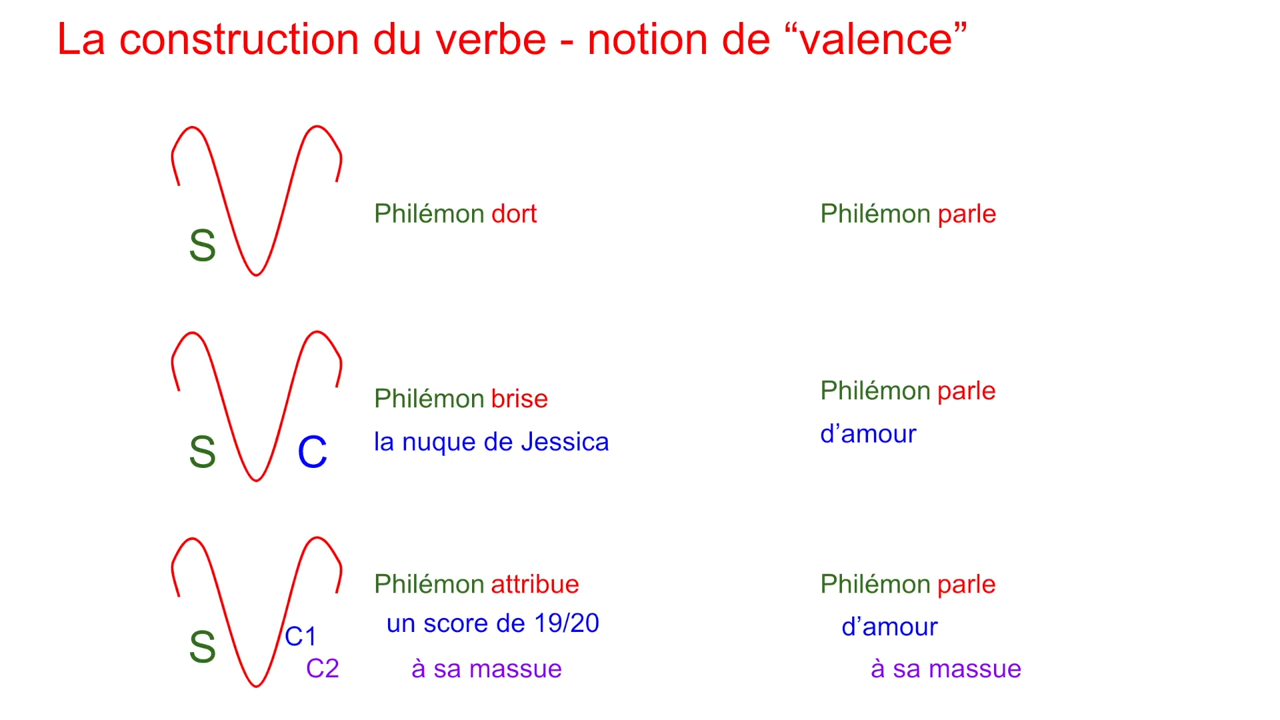 La construction du verbe - notion de “valence”
S
Philémon dort
Philémon parle
S
C
Philémon brise
la nuque de Jessica
Philémon parle
d’amour
S
C1
C2
Philémon attribue
un score de 19/20
à sa massue
Philémon parle
d’amour
à sa massue